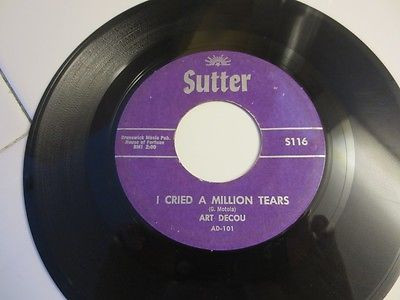 Sutter
Brunswick Music Pub.
House of Fortune
BMI 2:00
S116
I CRIED A MILLION TEARS
(G. Motola)
ART DECOU
AD-101